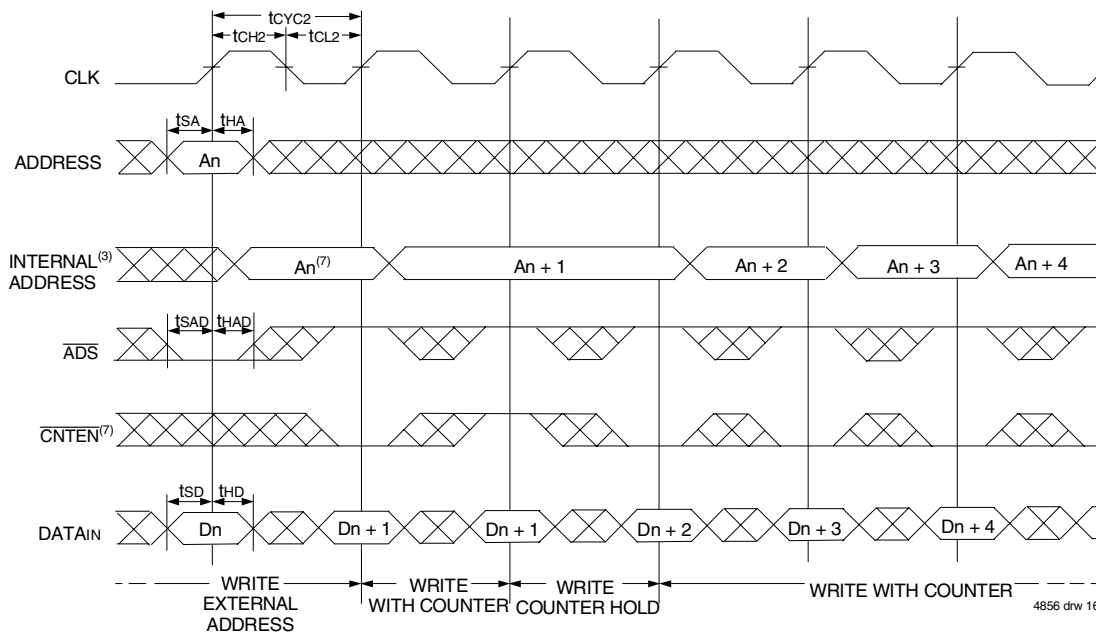 tCYC2
tCH2 tCL2
CLK
tSA tHA
ADDRESS An
INTERNAL(3) ADDRESS An(7) An + 1 An + 2 An + 3 An + 4
tSAD tHAD
ADS
CNTEN(7)
tSD tHD
DATAIN Dn Dn + 1 Dn + 1 Dn + 2 Dn + 3 Dn + 4
WRITE EXTERNAL ADDRESS
WRITE WITH COUNTER
WRITE COUNTER HOLD
WRITE WITH COUNTER
4856 drw 16